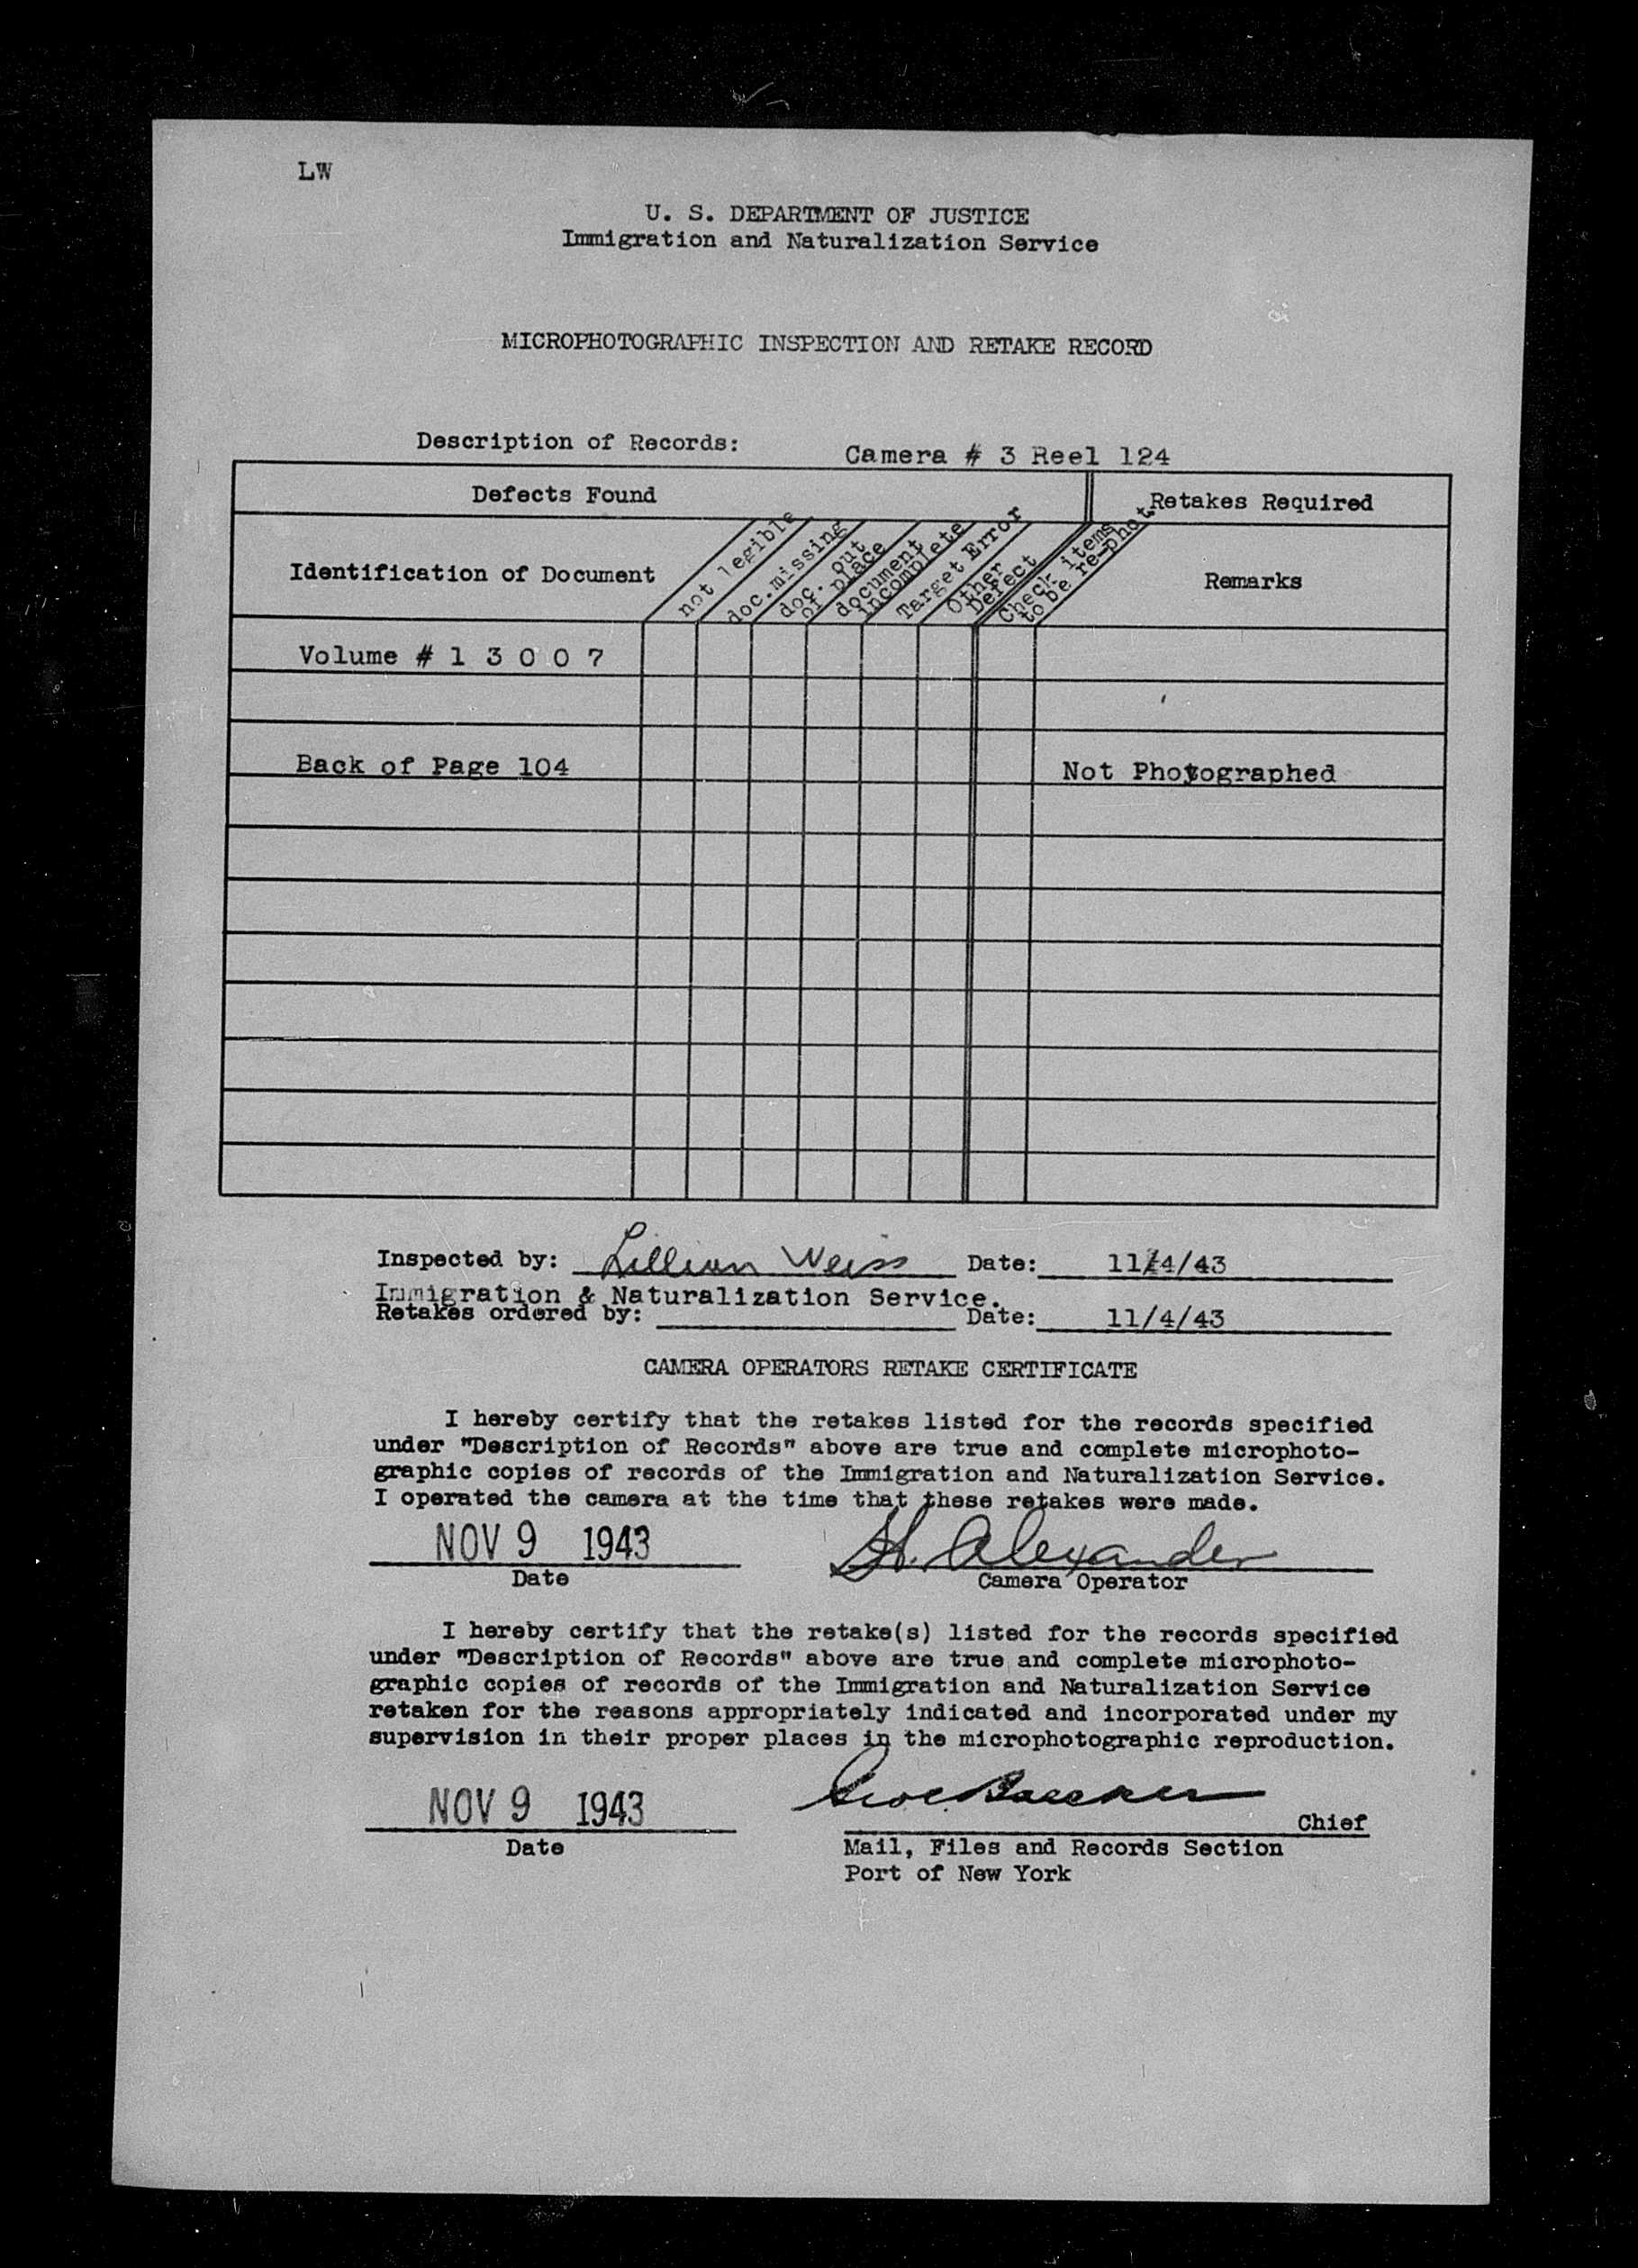 LW
U. S. DEPARTMENT OF JUSTICE
Immigration and Naturalization Service
MICROPHOTOGRAPHIC INSPECTION AND RETAKE RECORD
Description of Records: Camera # 3 Reel 124
Defects Found
Retakes Required
Identification of Document
not legible
doc.missing
doc. out
of place
document
incomplete
Target Error
Other
Defect
Check items
to be re-phot.
Remarks
Volume # 1 3 0 0 7
Back of Page 104 Not Photographed
Inspected by: Lillian Weiss Date: 11/4/43
Immigration & Naturalization Service.
Retakes ordered by: Date: 11/4/43
CAMERA OPERATORS RETAKE CERTIFICATE
I hereby certify that the retakes listed for the records specified
under "Description of Records" above are true and complete microphoto-
graphic copies of records of the Immigration and Naturalization Service.
I operated the camera at the time that these retakes were made.
NOV 9 1943 H. Alexander
Date Camera Operator
I hereby certify that the retake(s) listed for the records specified
under "Description of Records" above are true and complete microphoto-
graphic copies of records of the Immigration and Naturalization Service
retaken for the reasons appropriately indicated and incorporated under my
supervision in their proper places in the microphotographic reproduction.
NOV 9 1943
Chief
Date Mail, Files and Records Section
Port of New York